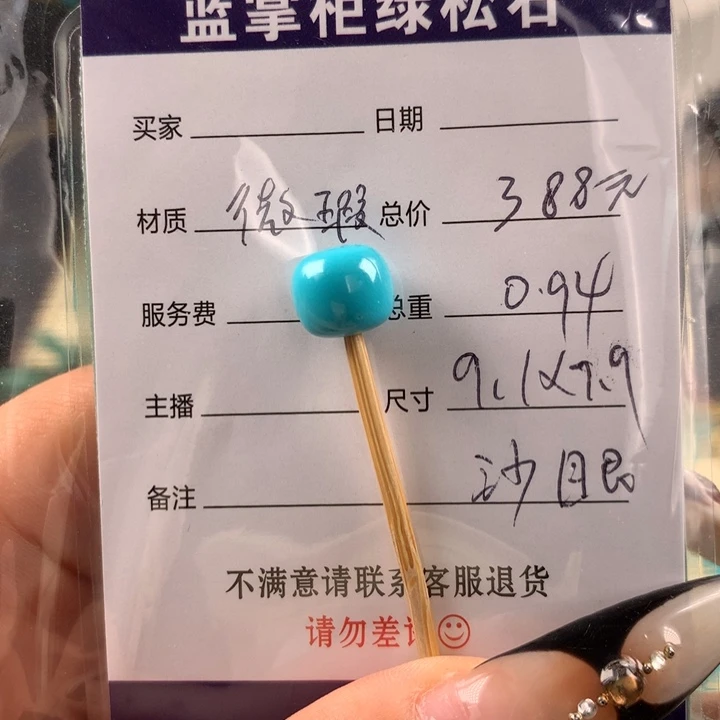 蓝掌柜绿松石
买家 日期
材质 微瑕 总价 388元
服务费 总重 0.94
主播 尺寸 9.1×7.9
备注 沙眼
不满意请联系客服退货
请勿差评